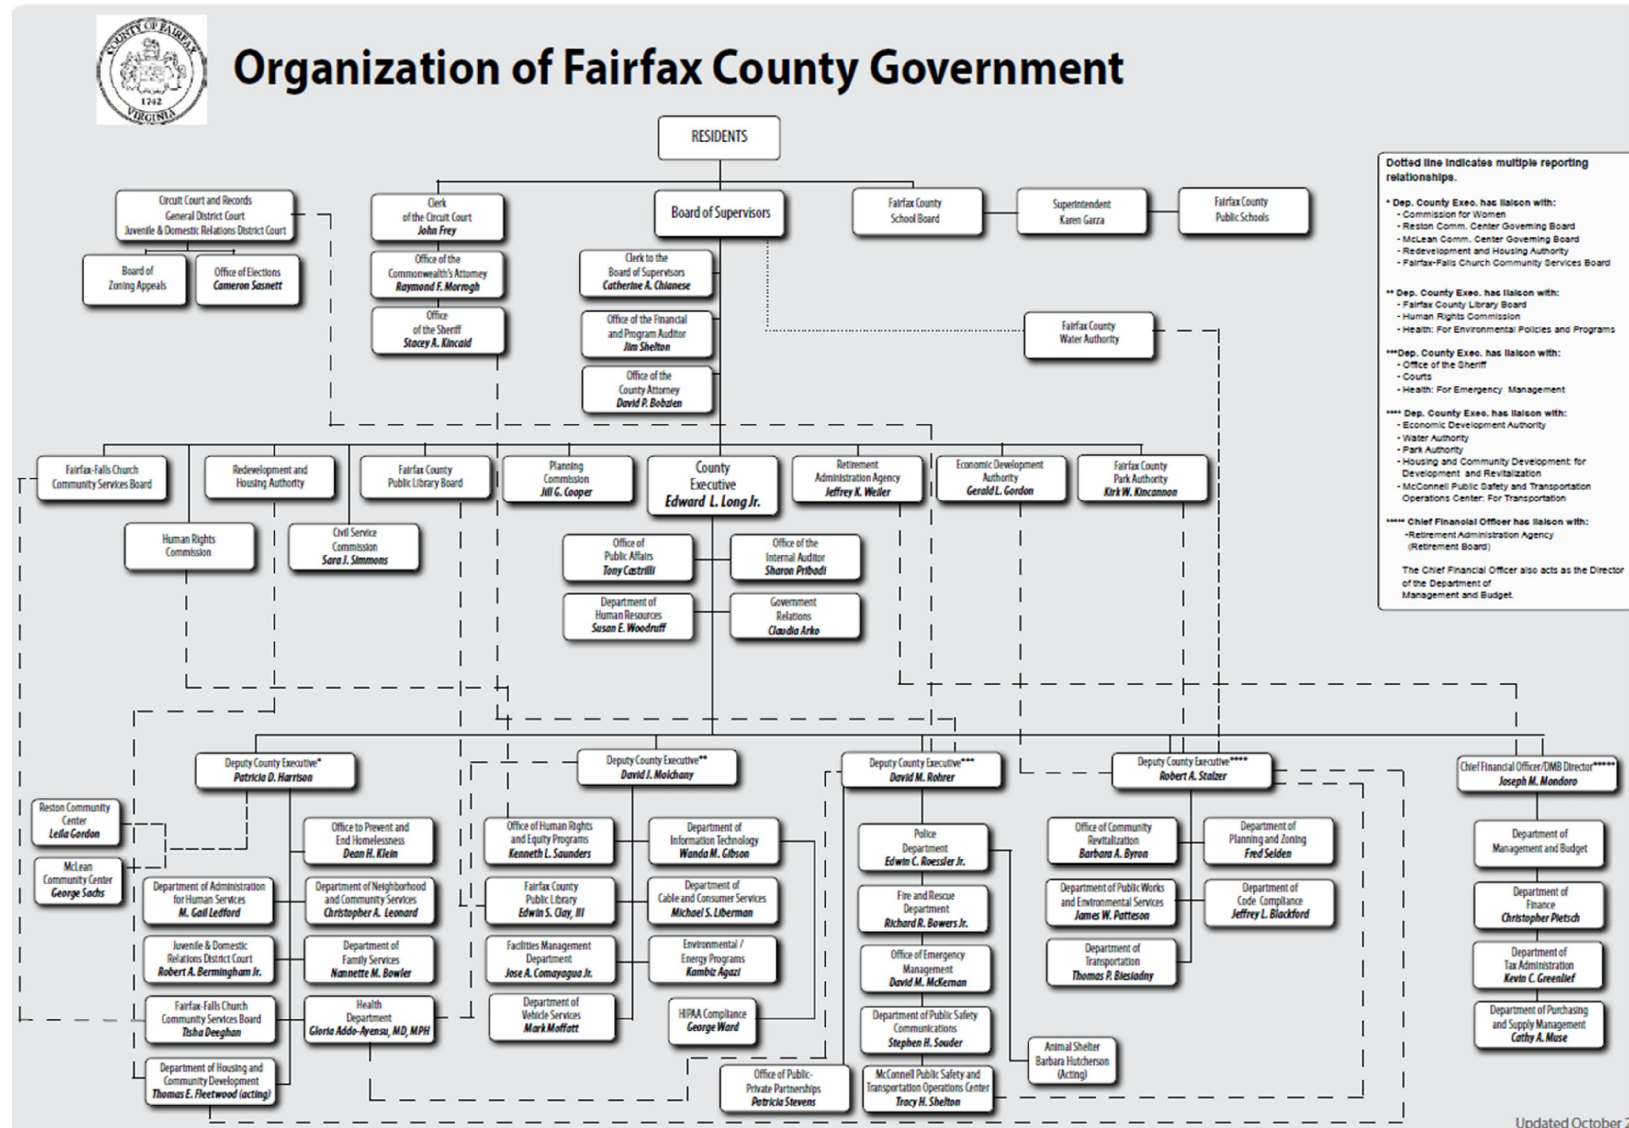 COUNTY OF FAIRFAX
1742
VIRGINIA
Organization of Fairfax County Government
RESIDENTS
Circuit Court and Records
General District Court
Juvenile & Domestic Relations District Court
Board of
Zoning Appeals
Office of Elections
Cameron Sasnett
Clerk
of the Circuit Court
John Frey
Office of the
Commonwealth's Attorney
Raymond F. Morrogh
Office
of the Sheriff
Stacey A. Kincaid
Board of Supervisors
Clerk to the
Board of Supervisors
Catherine A. Chianese
Office of the Financial
and Program Auditor
Jim Shelton
Office of the
County Attorney
David P. Bobzien
Fairfax County
School Board
Superintendent
Karen Garza
Fairfax County
Public Schools
Fairfax County
Water Authority
Dotted line indicates multiple reporting
relationships.
* Dep. County Exec. has liaison with:
- Commission for Women
- Reston Comm. Center Governing Board
- McLean Comm. Center Governing Board
- Redevelopment and Housing Authority
- Fairfax-Falls Church Community Services Board
** Dep. County Exec. has liaison with:
- Fairfax County Library Board
- Human Rights Commission
- Health: For Environmental Policies and Programs
***Dep. County Exec. has liaison with:
- Office of the Sheriff
- Courts
- Health: For Emergency Management
**** Dep. County Exec. has liaison with:
- Economic Development Authority
- Water Authority
- Park Authority
- Housing and Community Development: for
Development and Revitalization
- McConnell Public Safety and Transportation
Operations Center: For Transportation
***** Chief Financial Officer has liaison with:
-Retirement Administration Agency
(Retirement Board)
The Chief Financial Officer also acts as the Director
of the Department of
Management and Budget.
Fairfax-Falls Church
Community Services Board
Human Rights
Commission
Redevelopment and
Housing Authority
Civil Service
Commission
Sara J. Simmons
Fairfax County
Public Library Board
Planning
Commission
Jill G. Cooper
County
Executive
Edward L. Long Jr.
Retirement
Administration Agency
Jeffrey K. Weiler
Economic Development
Authority
Gerald L. Gordon
Fairfax County
Park Authority
Kirk W. Kincannon
Office of
Public Affairs
Tony Castrilli
Office of the
Internal Auditor
Sharon Pribadi
Department of
Human Resources
Susan E. Woodruff
Government
Relations
Claudia Arko
Deputy County Executive*
Patricia D. Harrison
Reston Community
Center
Leila Gordon
McLean
Community Center
George Sachs
Office to Prevent and
End Homelessness
Dean H. Klein
Department of Administration
for Human Services
M. Gail Ledford
Department of Neighborhood
and Community Services
Christopher A. Leonard
Juvenile & Domestic
Relations District Court
Robert A. Bermingham Jr.
Department of
Family Services
Nannette M. Bowler
Fairfax-Falls Church
Community Services Board
Tisha Deeghan
Health
Department
Gloria Addo-Ayensu, MD, MPH
Department of Housing and
Community Development
Thomas E. Fleetwood (acting)
Deputy County Executive**
David J. Molchany
Office of Human Rights
and Equity Programs
Kenneth L. Saunders
Department of
Information Technology
Wanda M. Gibson
Fairfax County
Public Library
Edwin S. Clay, III
Department of
Cable and Consumer Services
Michael S. Liberman
Facilities Management
Department
Jose A. Comayagua Jr.
Environmental /
Energy Programs
Kambiz Agazi
Department of
Vehicle Services
Mark Moffatt
HIPAA Compliance
George Ward
Deputy County Executive***
David M. Rohrer
Police
Department
Edwin C. Roessler Jr.
Fire and Rescue
Department
Richard R. Bowers Jr.
Office of Emergency
Management
David M. McKernan
Department of Public Safety
Communications
Stephen H. Souder
McConnell Public Safety and
Transportation Operations Center
Tracy H. Shelton
Office of Public-
Private Partnerships
Patricia Stevens
Animal Shelter
Barbara Hutcherson
(Acting)
Deputy County Executive****
Robert A. Stalzer
Office of Community
Revitalization
Barbara A. Byron
Department of
Planning and Zoning
Fred Selden
Department of Public Works
and Environmental Services
James W. Patteson
Department of
Code Compliance
Jeffrey L. Blackford
Department of
Transportation
Thomas P. Biesiadny
Chief Financial Officer/DMB Director*****
Joseph M. Mondoro
Department of
Management and Budget
Department of
Finance
Christopher Pietsch
Department of
Tax Administration
Kevin C. Greenlief
Department of Purchasing
and Supply Management
Cathy A. Muse
Updated October 2